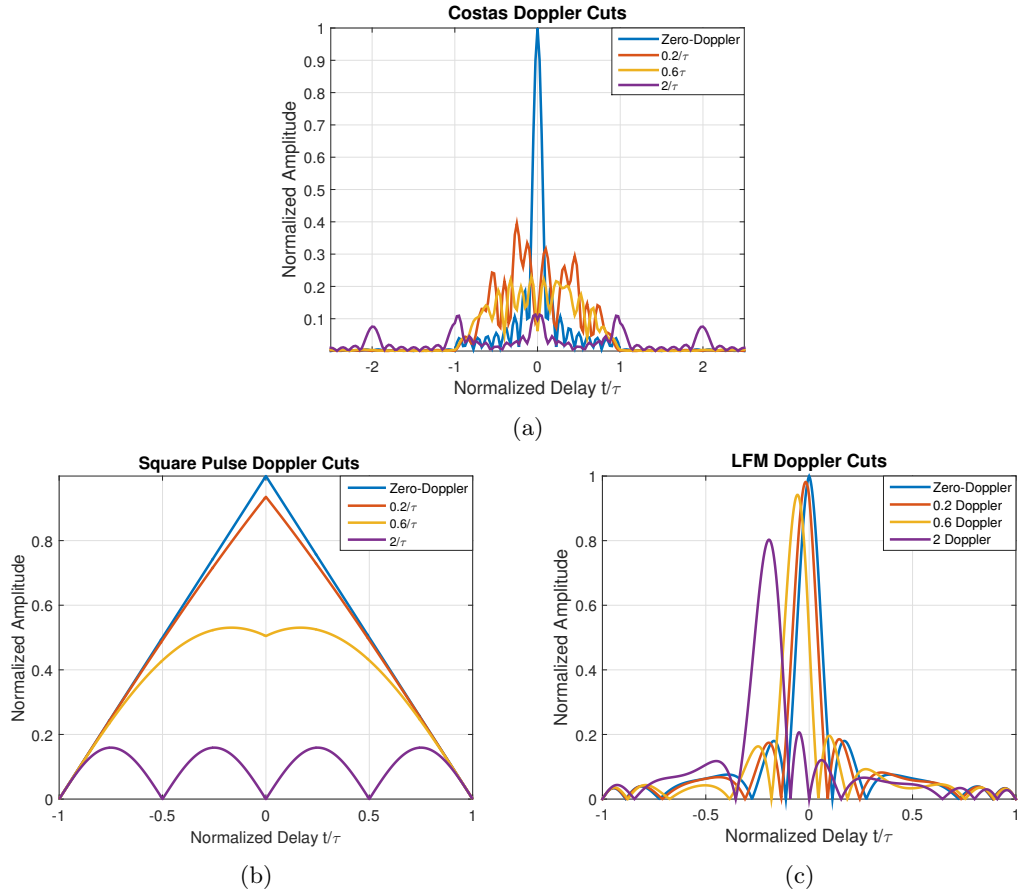 Costas Doppler Cuts
Zero-Doppler
0.2/τ
0.6τ
2/τ
1
0.9
0.8
0.7
0.6
0.5
0.4
0.3
0.2
0.1
Normalized Amplitude
-2 -1 0 1 2
Normalized Delay t/τ
(a)
Square Pulse Doppler Cuts
Zero-Doppler
0.2/τ
0.6/τ
2/τ
0.8
0.6
0.4
0.2
0
Normalized Amplitude
-1 -0.5 0 0.5 1
Normalized Delay t/τ
(b)
LFM Doppler Cuts
Zero-Doppler
0.2 Doppler
0.6 Doppler
2 Doppler
1
0.8
0.6
0.4
0.2
0
Normalized Amplitude
-1 -0.5 0 0.5 1
Normalized Delay t/τ
(c)